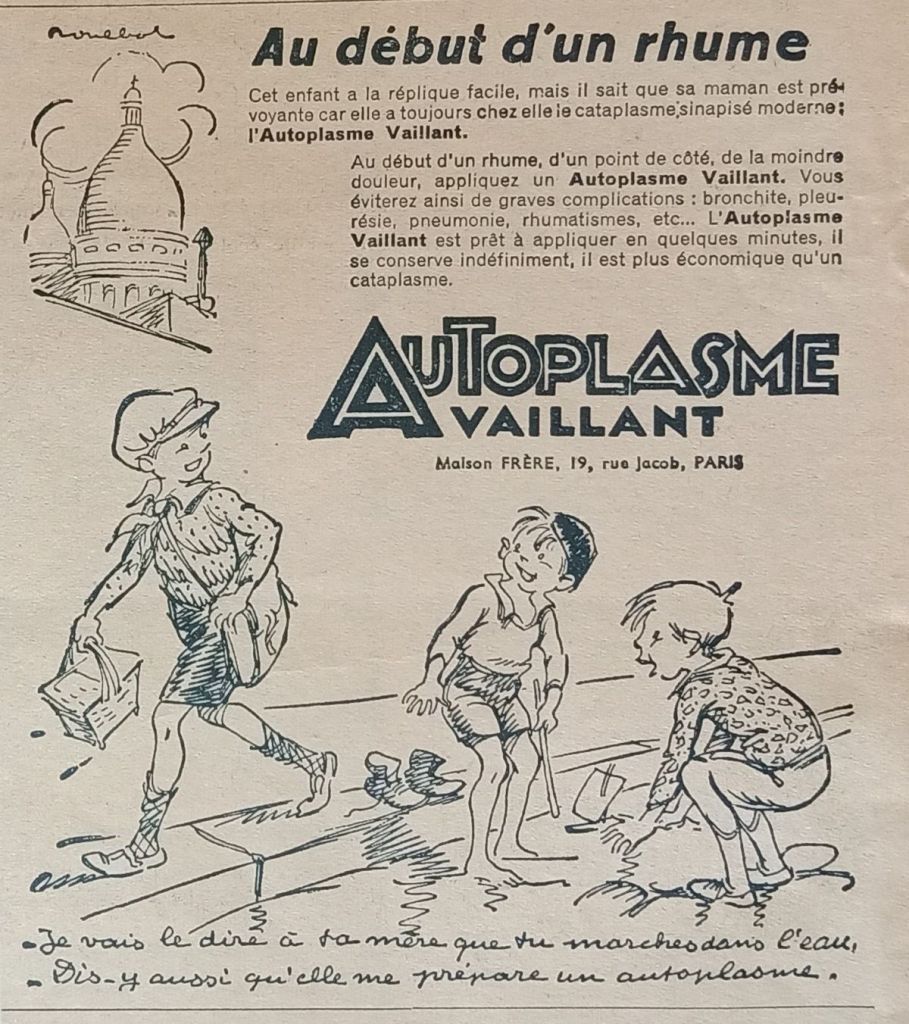 Au début d'un rhume
Cet enfant a la réplique facile, mais il sait que sa maman est pré-
voyante car elle a toujours chez elle le cataplasme sinapisé moderne :
l'Autoplasme Vaillant.
Au début d'un rhume, d'un point de côté, de la moindre
douleur, appliquez un Autoplasme Vaillant. Vous
éviterez ainsi de graves complications : bronchite, pleu-
résie, pneumonie, rhumatismes, etc... L'Autoplasme
Vaillant est prêt à appliquer en quelques minutes, il
se conserve indéfiniment, il est plus économique qu'un
cataplasme.
AUTOPLASME
VAILLANT
Maison FRÈRE, 19, rue Jacob, PARIS
- Je vais le dire à ta mère que tu marches dans l'eau.
- Dis-y aussi qu'elle me prépare un autoplasme.